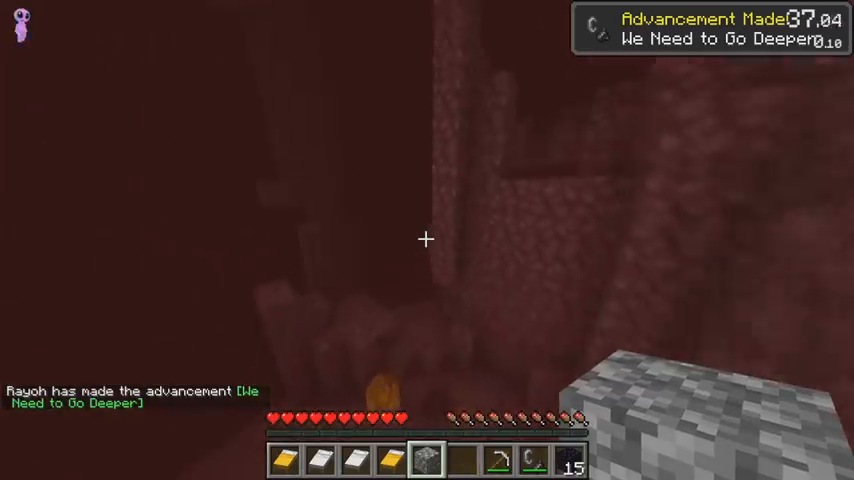 Advancement Made
37.04
We Need to Go Deeper
0.10
Rayoh has made the advancement [We
Need to Go Deeper]
15